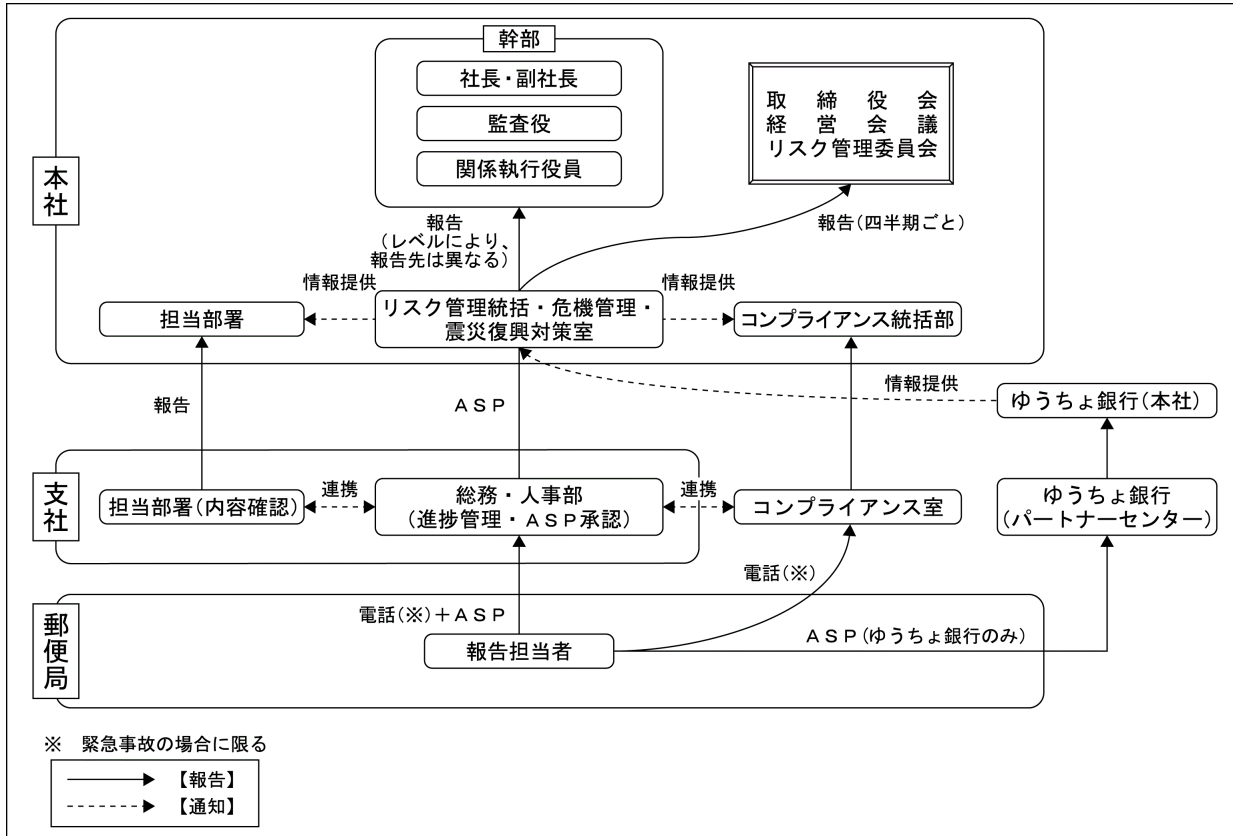 幹部
社長・副社長
監査役
関係執行役員
取締役会
経営会議
リスク管理委員会
本社
報告
(レベルにより、
報告先は異なる)
報告(四半期ごと)
情報提供
情報提供
担当部署
リスク管理統括・危機管理・
震災復興対策室
コンプライアンス統括部
報告
ASP
情報提供
ゆうちょ銀行(本社)
支社
担当部署(内容確認)
連携
総務・人事部
(進捗管理・ASP承認)
連携
コンプライアンス室
ゆうちょ銀行
(パートナーセンター)
電話(※)
電話(※)+ASP
ASP(ゆうちょ銀行のみ)
郵便局
報告担当者
※ 緊急事故の場合に限る
【報告】
【通知】